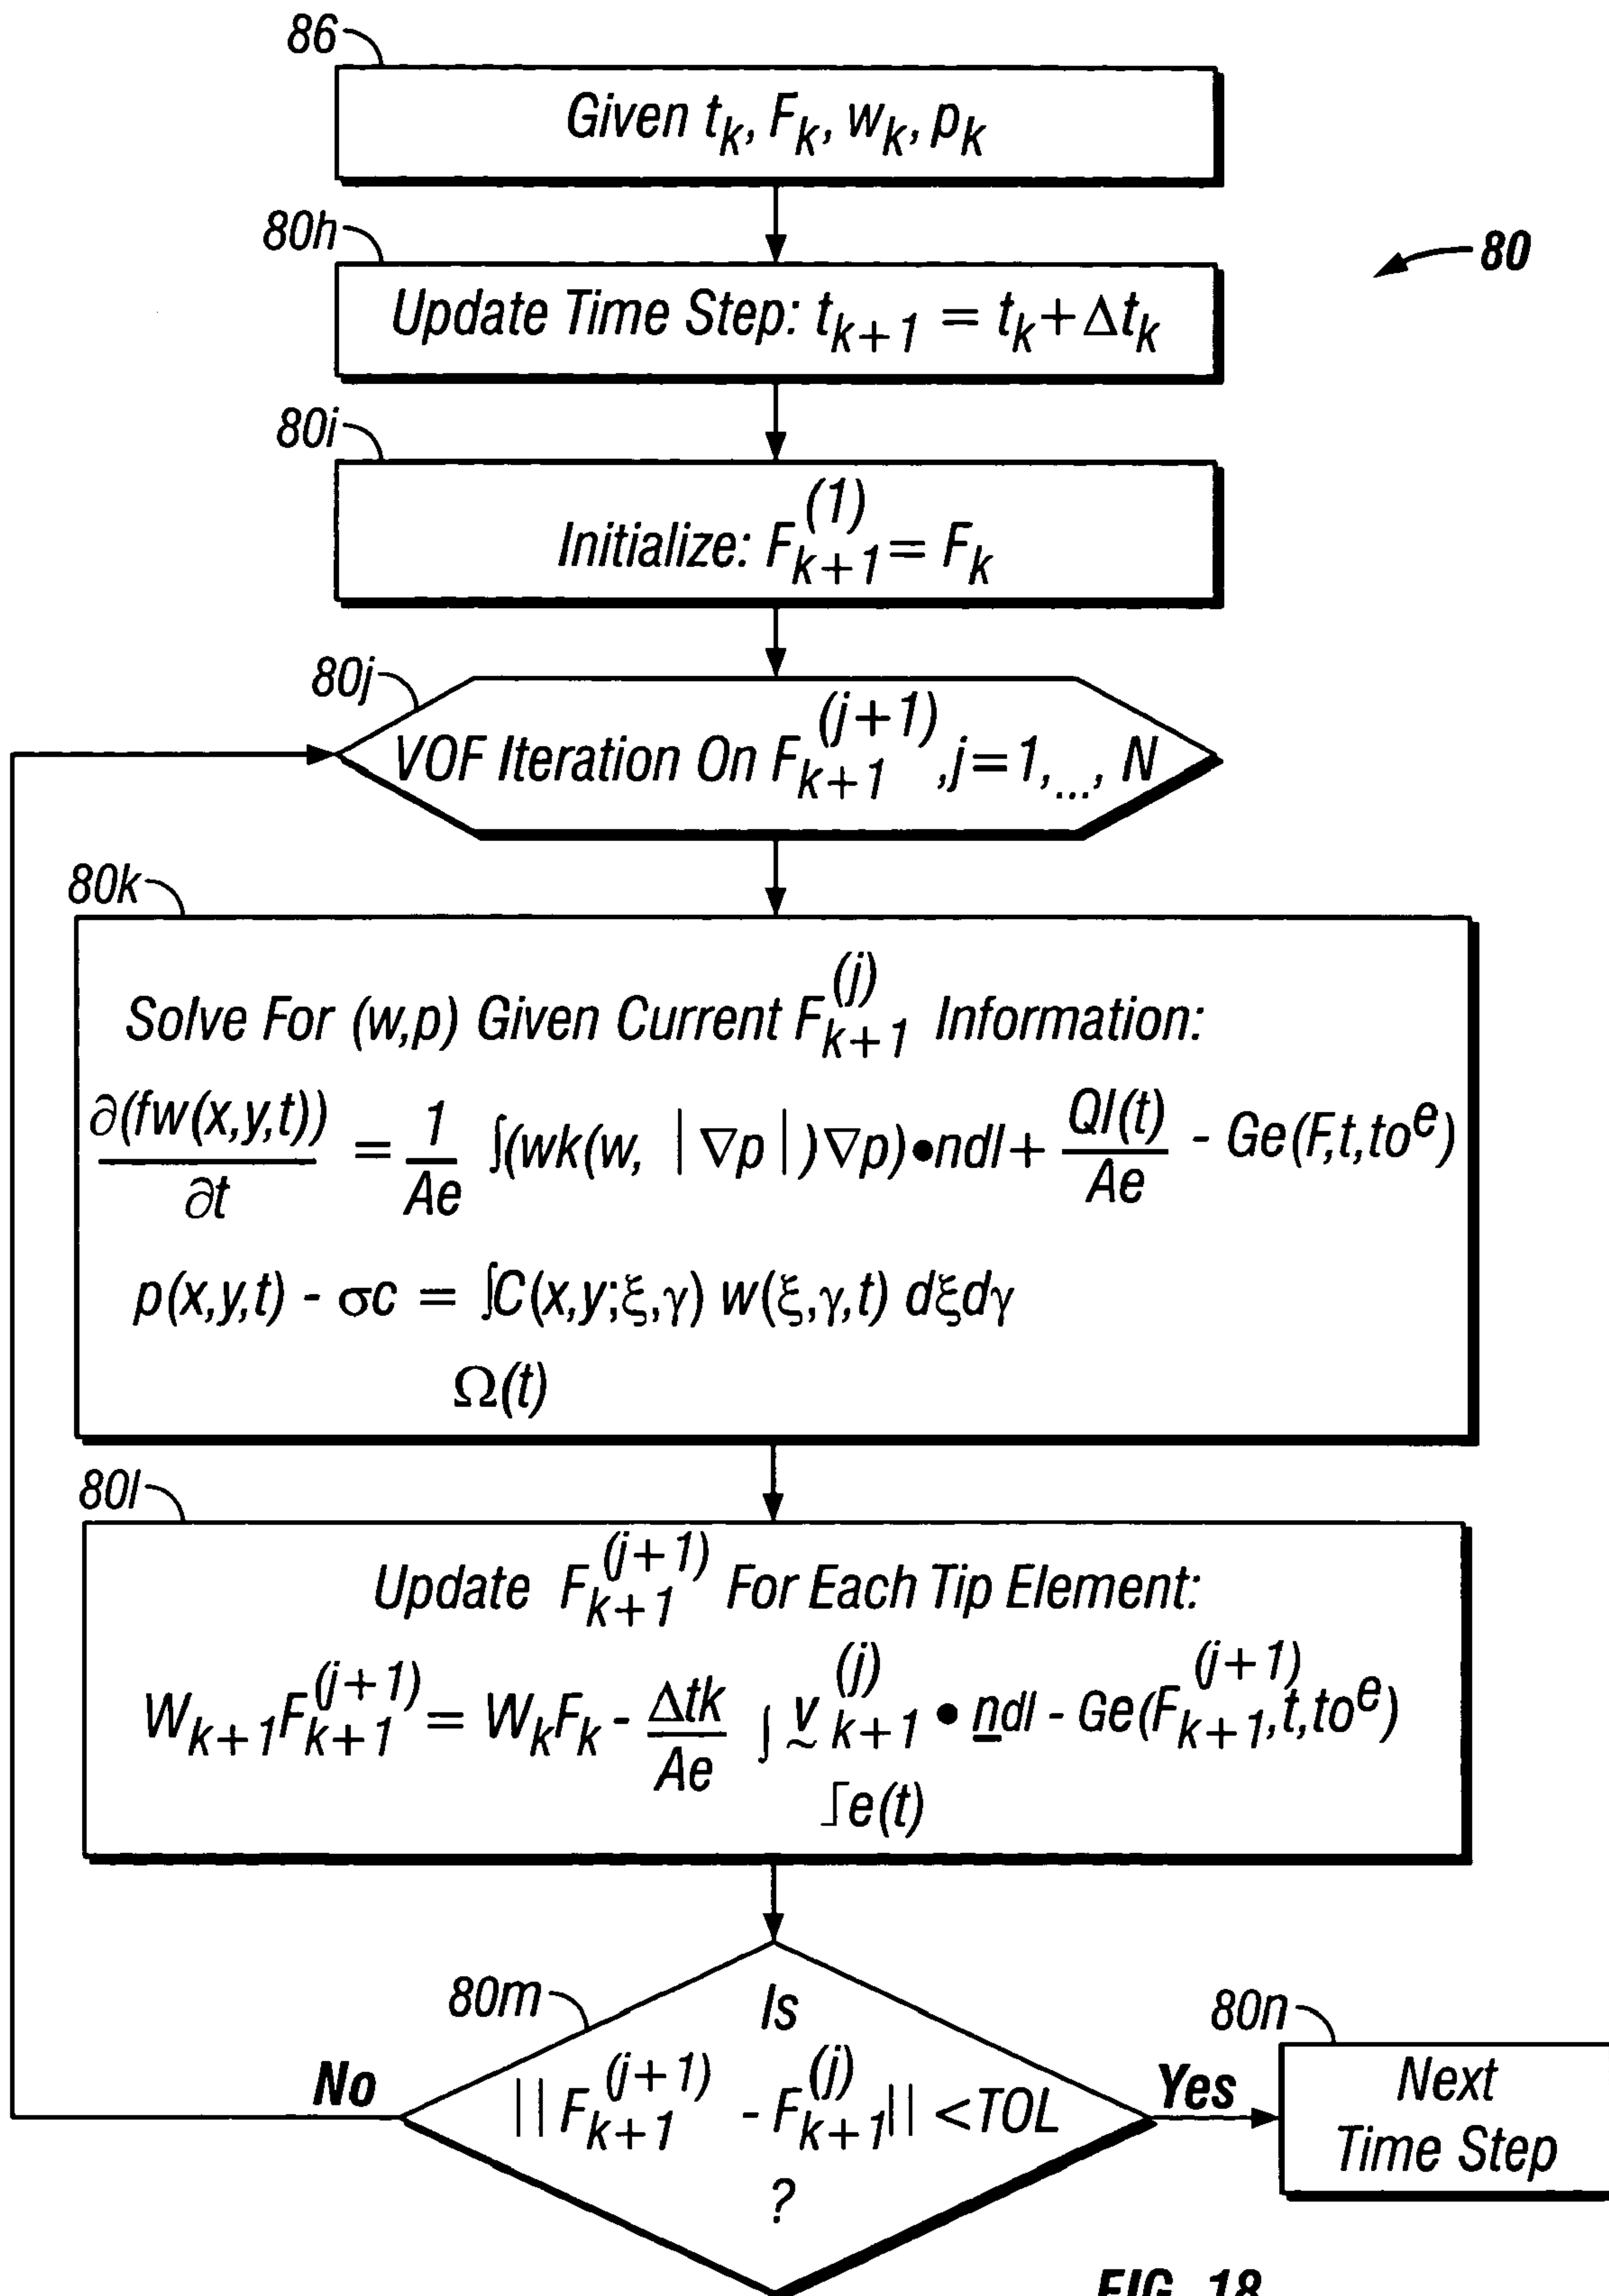 86
Given t_k, F_k, w_k, p_k
80h
80
Update Time Step: t_{k+1} = t_k + Δt_k
80i
Initialize: F_{k+1}^{(1)} = F_k
80j
VOF Iteration On F_{k+1}^{(j+1)}, j=1,..., N
80k
Solve For (w,p) Given Current F_{k+1}^{(j)} Information:
∂(fw(x,y,t))/∂t = 1/Ae ∫(wk(w, |∇p|)∇p)•ndl + QI(t)/Ae - Ge(F,t,to^e)
p(x,y,t) - σc = ∫C(x,y;ξ,γ) w(ξ,γ,t) dξdγ
Ω(t)
80l
Update F_{k+1}^{(j+1)} For Each Tip Element:
W_{k+1}F_{k+1}^{(j+1)} = W_kF_k - Δtk/Ae ∫ v_{k+1}^{(j)} • ndl - Ge(F_{k+1}^{(j+1)},t,to^e)
∫e(t)
80m
Is
||F_{k+1}^{(j+1)} - F_{k+1}^{(j)}|| <TOL
?
No
Yes
80n
Next
Time Step
FIG. 18